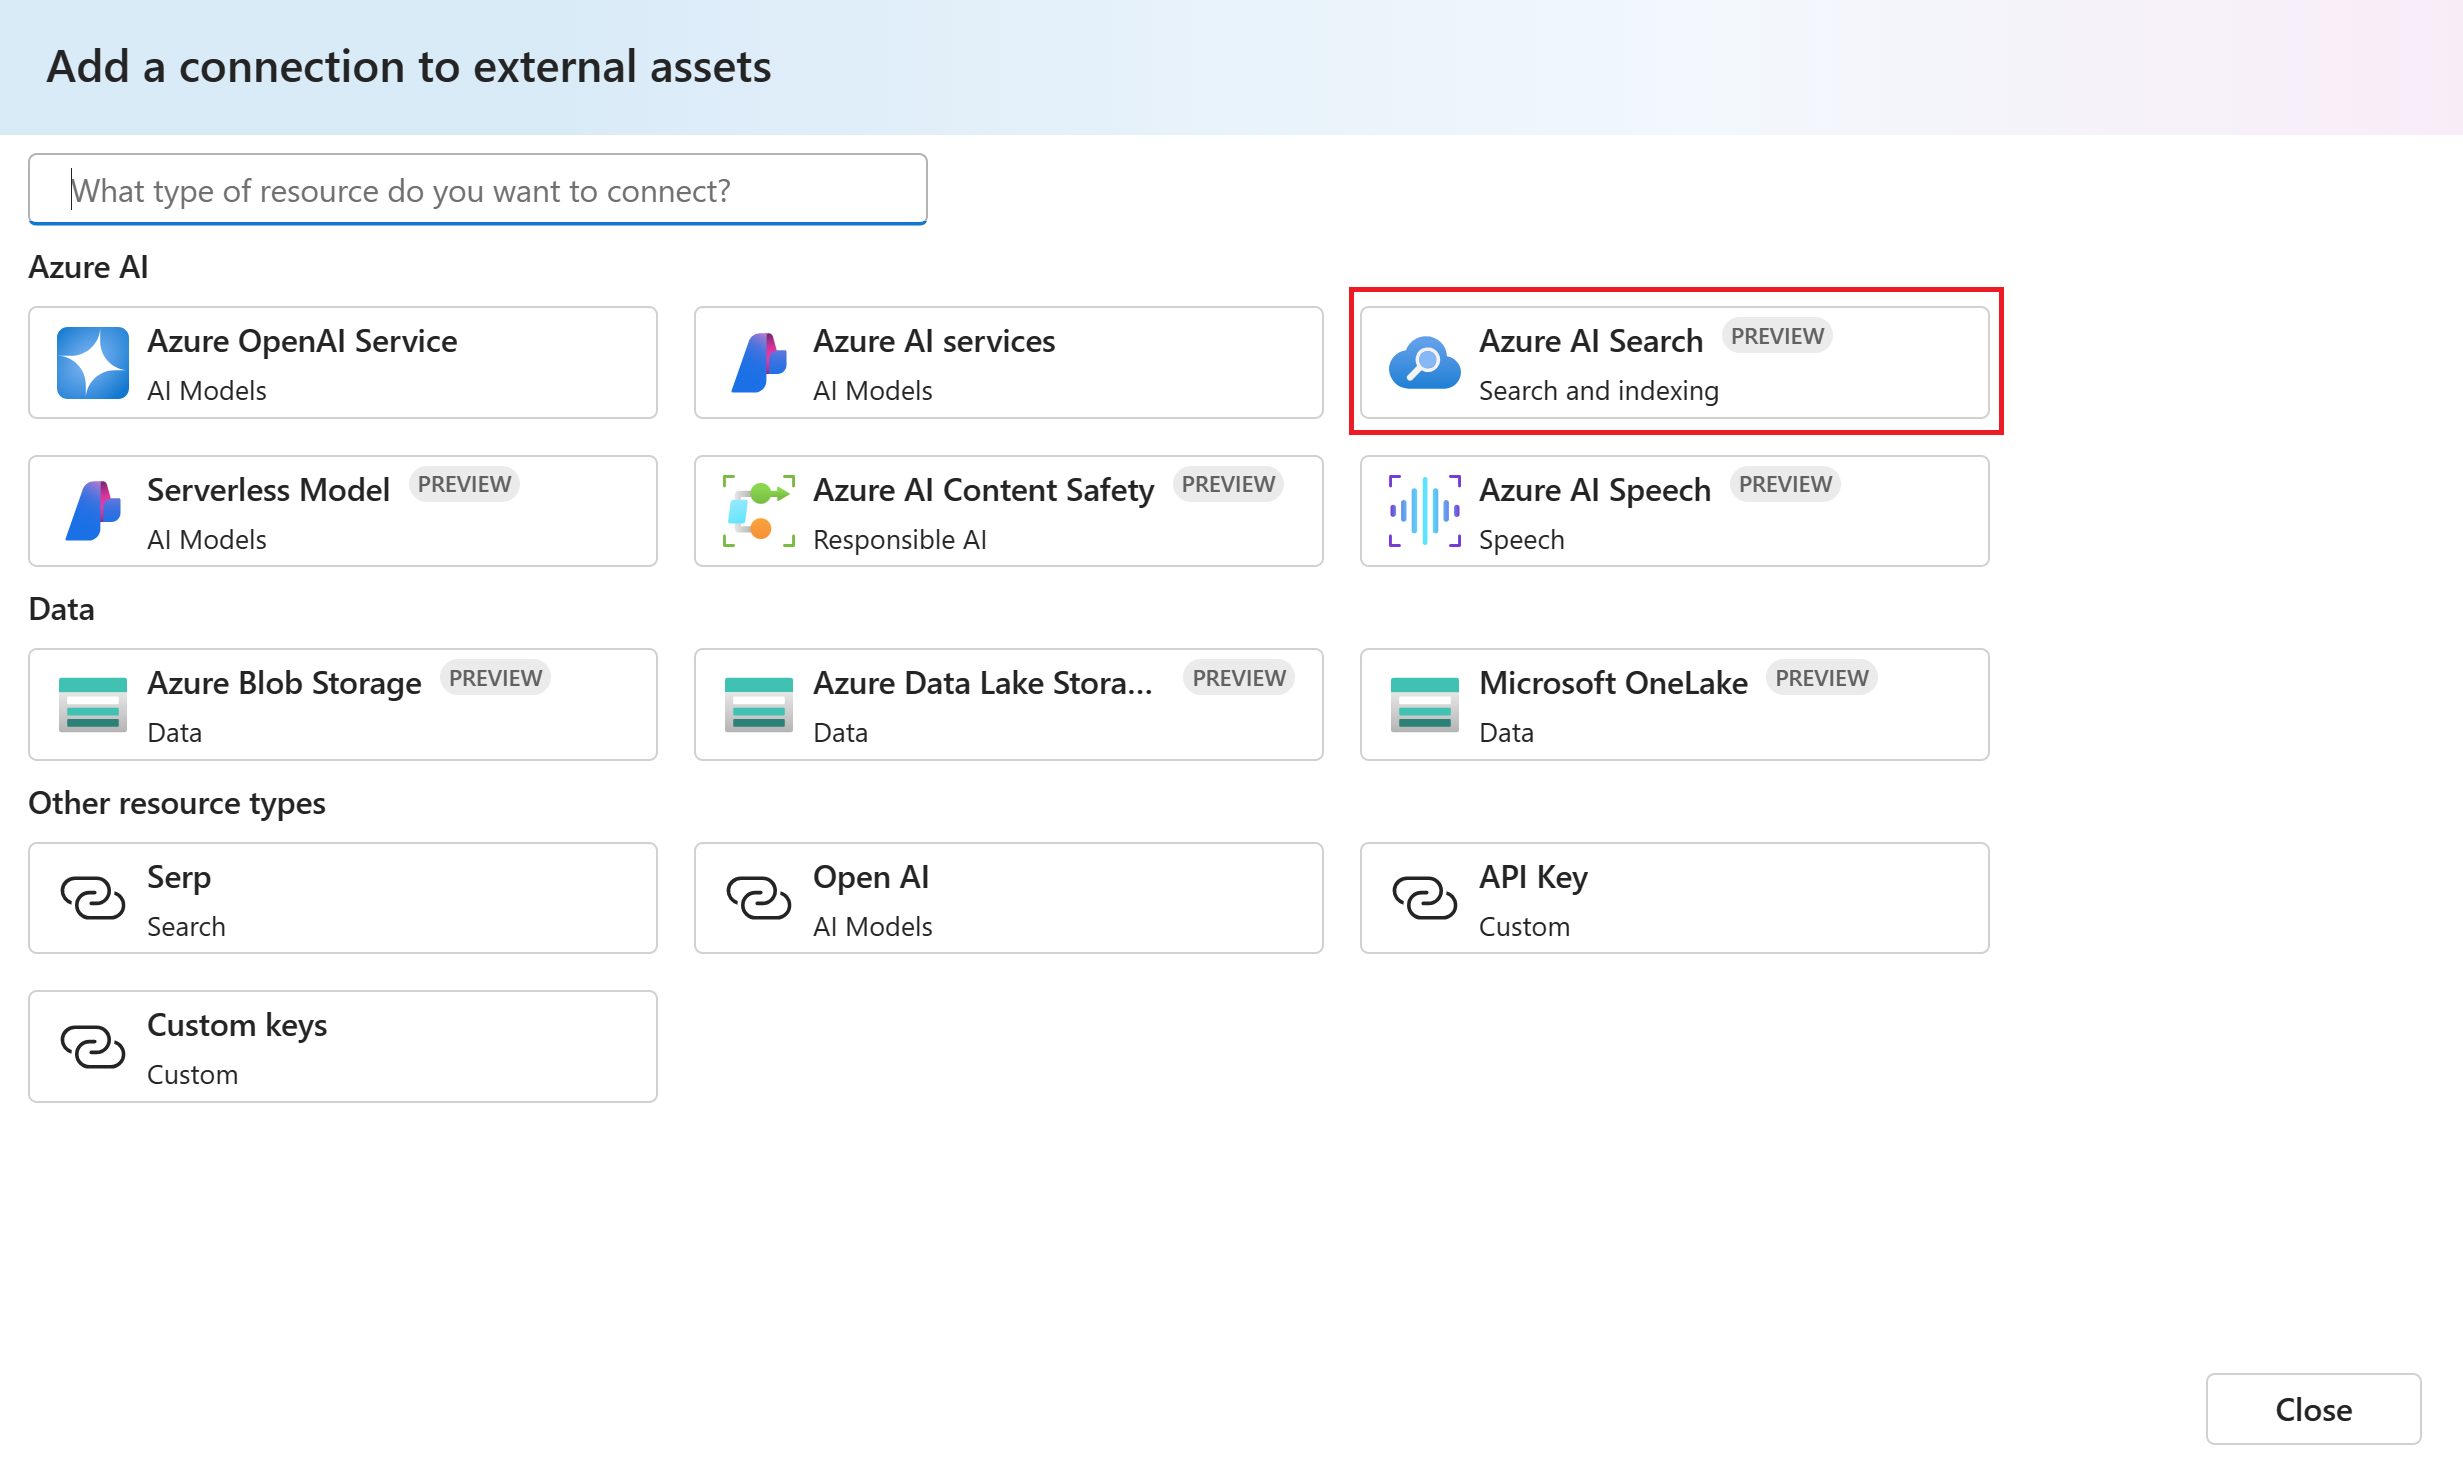 Add a connection to external assets
What type of resource do you want to connect?
Azure AI
Azure OpenAI Service
AI Models
Azure AI services
AI Models
Azure AI Search PREVIEW
Search and indexing
Serverless Model PREVIEW
AI Models
Azure AI Content Safety PREVIEW
Responsible AI
Azure AI Speech PREVIEW
Speech
Data
Azure Blob Storage PREVIEW
Data
Azure Data Lake Stora... PREVIEW
Data
Microsoft OneLake PREVIEW
Data
Other resource types
Serp
Search
Open AI
AI Models
API Key
Custom
Custom keys
Custom
Close